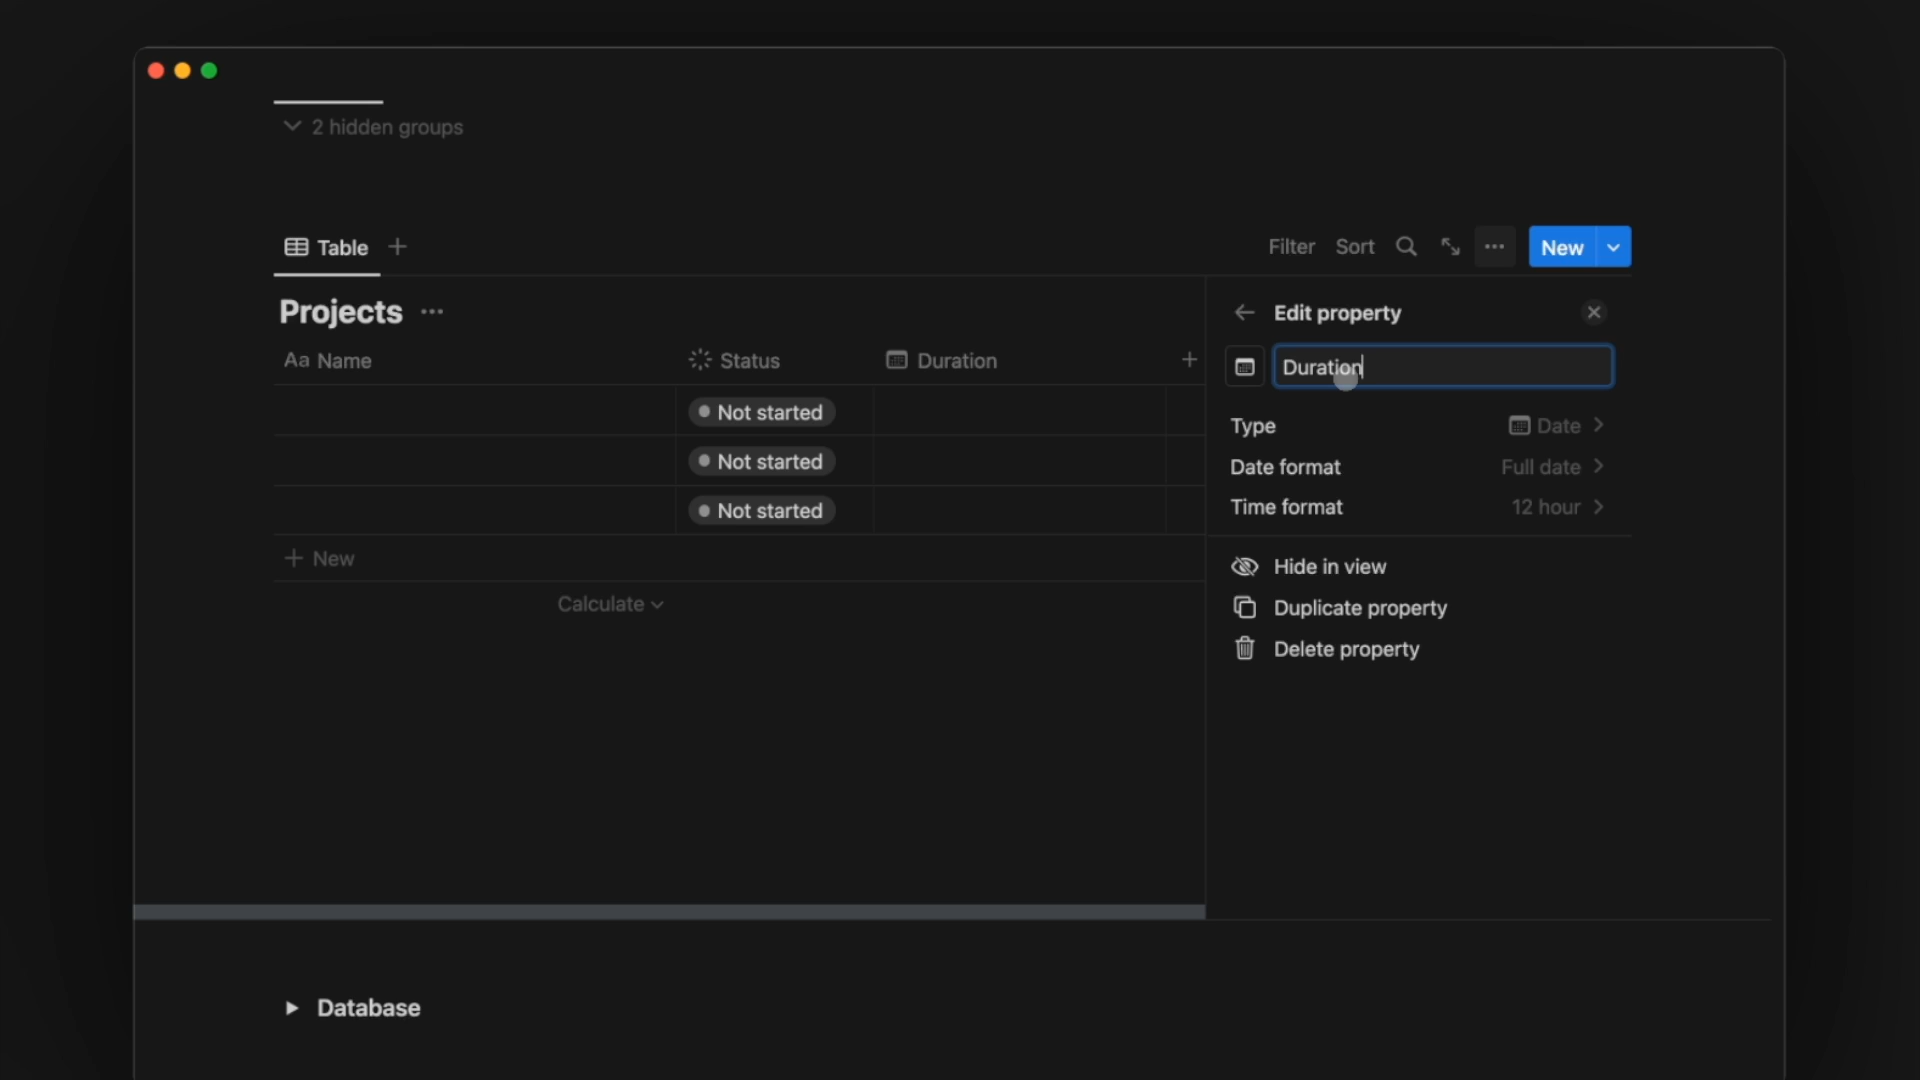 2 hidden groups
Table
Filter Sort New
Projects
Edit property
Aa Name Status Duration
Duration
Not started
Type Date
Not started
Date format Full date
Not started
Time format 12 hour
New
Hide in view
Calculate
Duplicate property
Delete property
Database